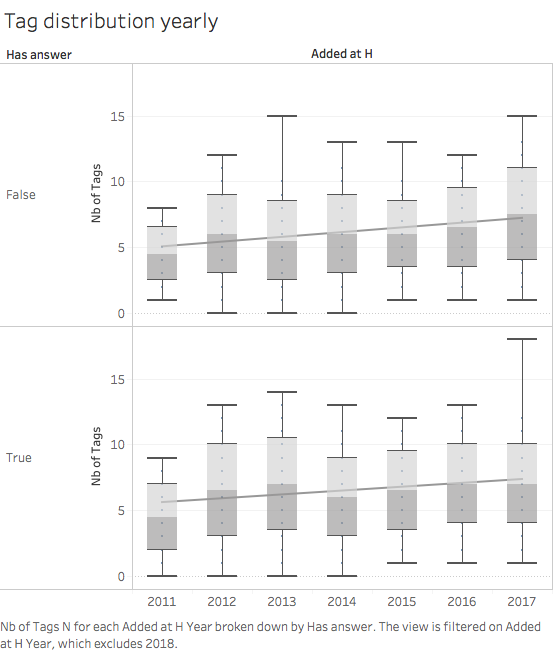 Tag distribution yearly
Has answer
Added at H
False
Nb of Tags
15
10
5
0
True
Nb of Tags
15
10
5
0
2011 2012 2013 2014 2015 2016 2017
Nb of Tags N for each Added at H Year broken down by Has answer. The view is filtered on Added
at H Year, which excludes 2018.